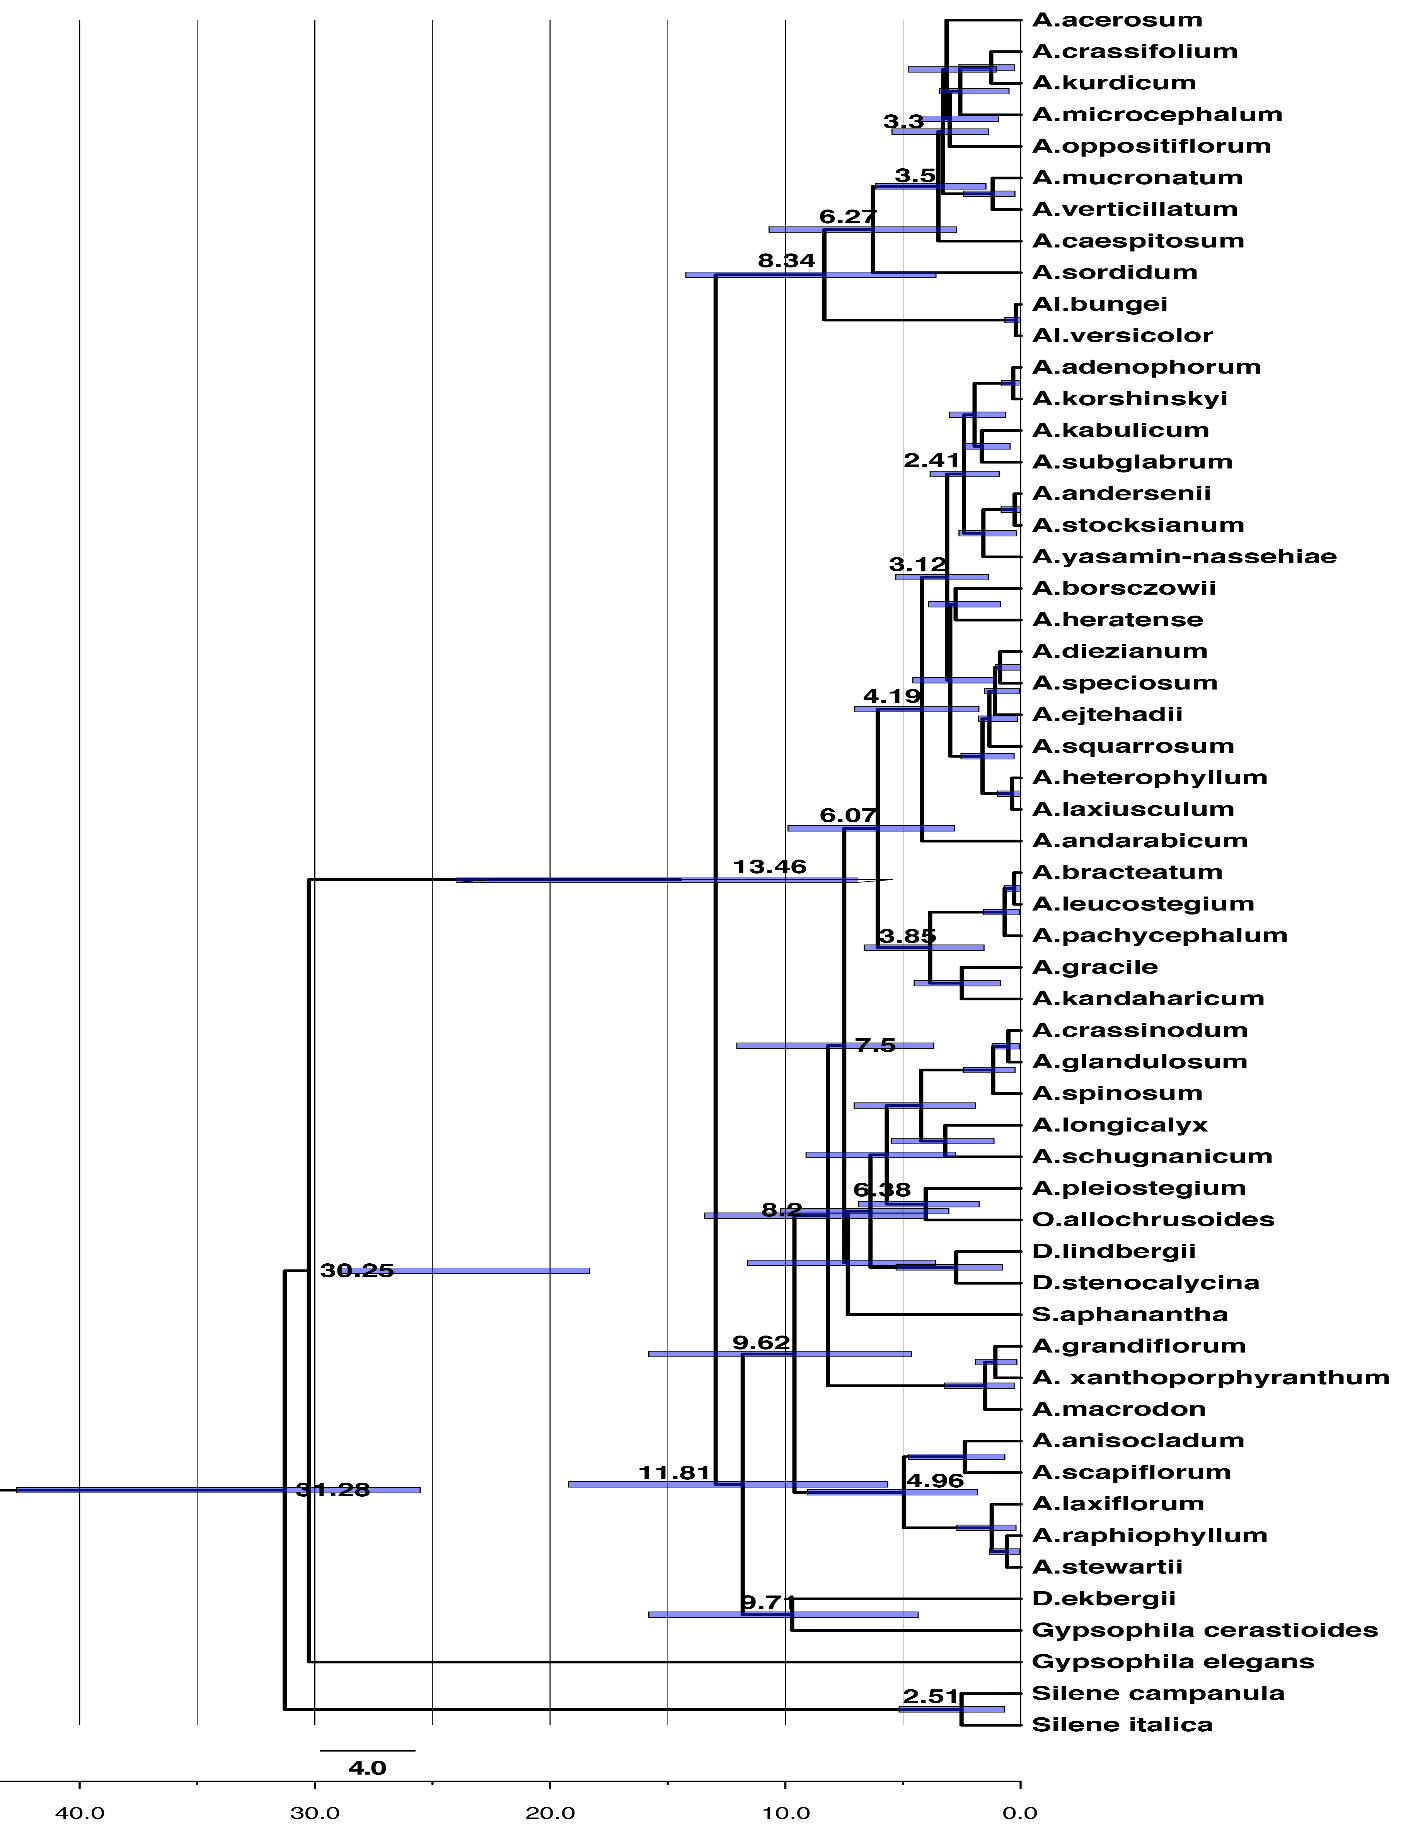 A.acerosum
A.crassifolium
A.kurdicum
A.microcephalum
3.3
A.oppositiflorum
3.5
A.mucronatum
A.verticillatum
6.27
A.caespitosum
8.34
A.sordidum
Al.bungei
Al.versicolor
A.adenophorum
A.korshinskyi
A.kabulicum
2.41
A.subglabrum
A.andersenii
A.stocksianum
A.yasamin-nassehiae
3.12
A.borsczowii
A.heratense
A.diezianum
A.speciosum
4.19
A.ejtehadii
A.squarrosum
A.heterophyllum
A.laxiusculum
6.07
A.andarabicum
13.46
A.bracteatum
A.leucostegium
3.85
A.pachycephalum
A.gracile
A.kandaharicum
A.crassinodum
7.5
A.glandulosum
A.spinosum
A.longicalyx
A.schugnanicum
6.38
A.pleiostegium
8.2
O.allochrusoides
D.lindbergii
30.25
D.stenocalycina
S.aphanantha
9.62
A.grandiflorum
A. xanthoporphyranthum
A.macrodon
A.anisocladum
11.81
A.scapiflorum
4.96
31.28
A.laxiflorum
A.raphiophyllum
A.stewartii
9.71
D.ekbergii
Gypsophila cerastioides
Gypsophila elegans
2.51
Silene campanula
Silene italica
4.0
40.0 30.0 20.0 10.0 0.0